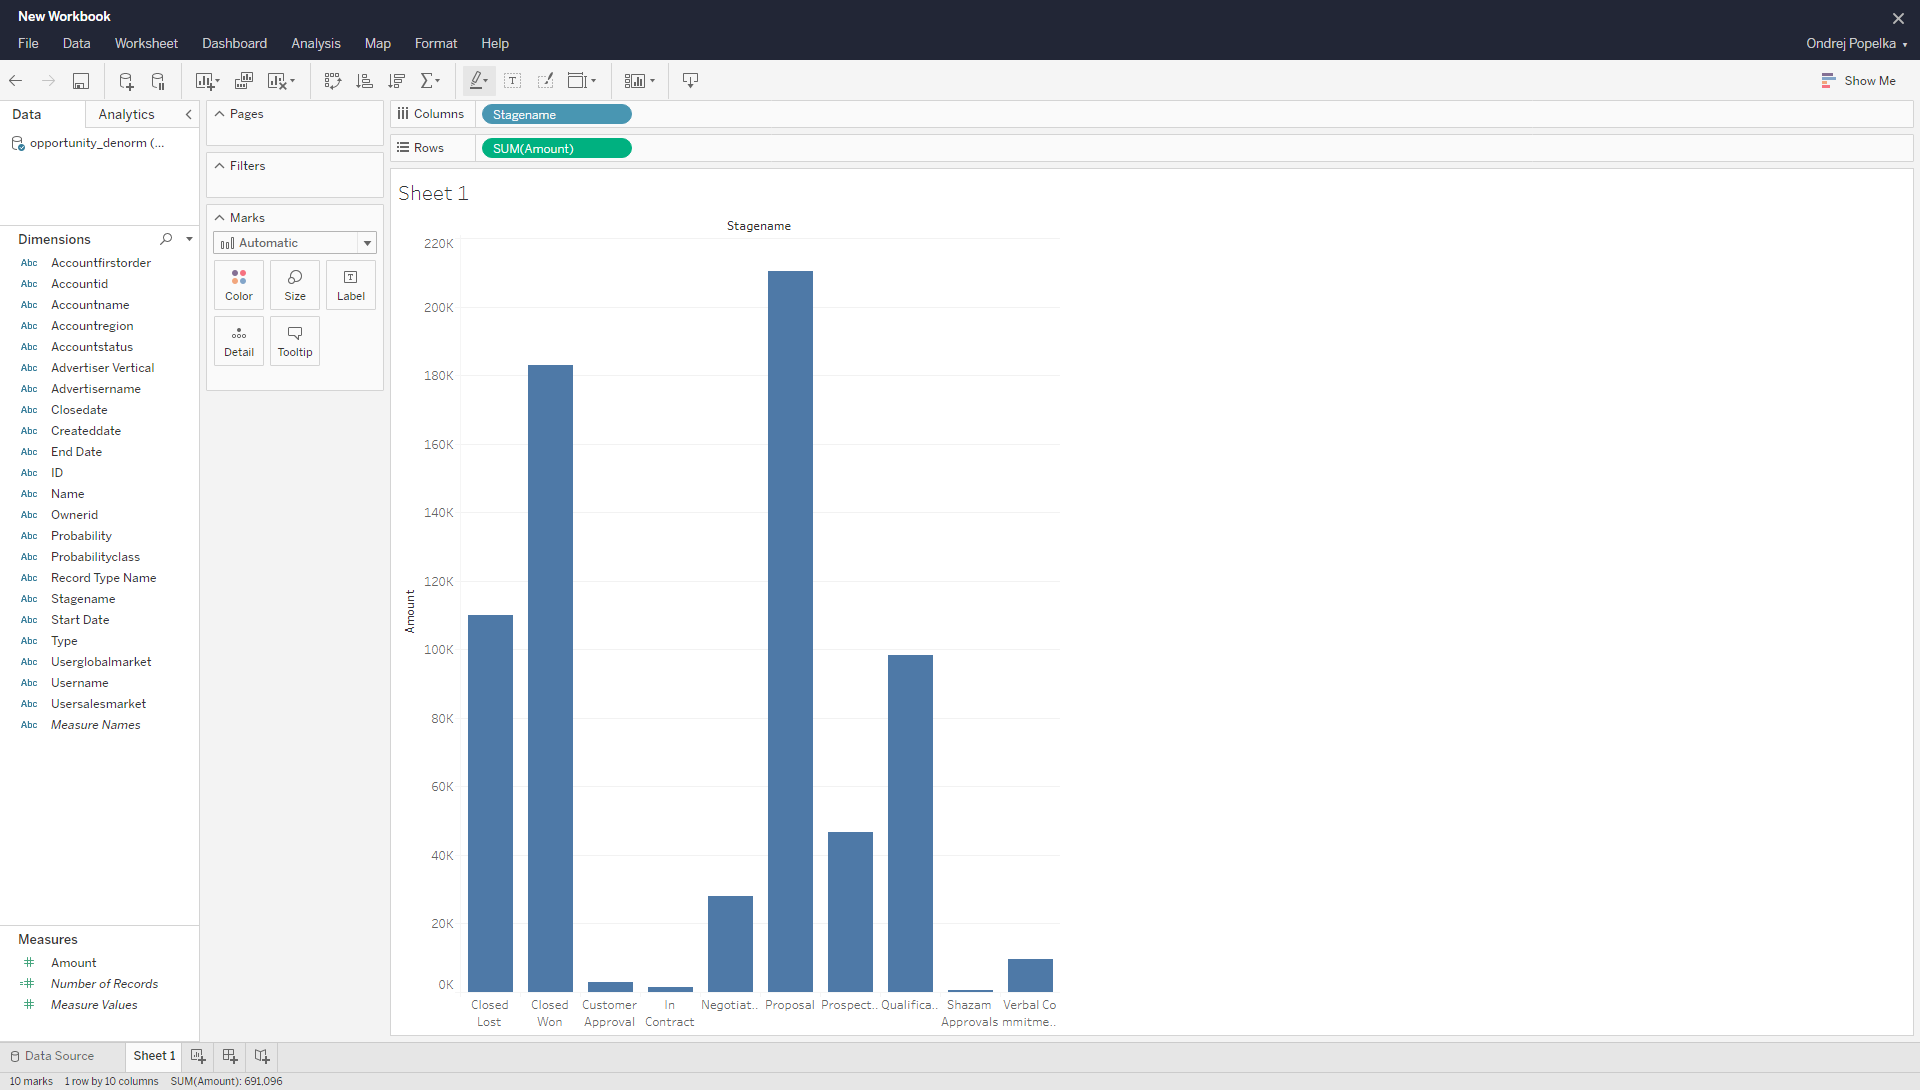 New Workbook
File Data Worksheet Dashboard Analysis Map Format Help
Ondrej Popelka
Show Me
Data Analytics
opportunity_denorm (...
Dimensions
Abc Accountfirstorder
Abc Accountid
Abc Accountname
Abc Accountregion
Abc Accountstatus
Abc Advertiser Vertical
Abc Advertisername
Abc Closedate
Abc Createddate
Abc End Date
Abc ID
Abc Name
Abc Ownerid
Abc Probability
Abc Probabilityclass
Abc Record Type Name
Abc Stagename
Abc Start Date
Abc Type
Abc Userglobalmarket
Abc Username
Abc Usersalesmarket
Abc Measure Names
Measures
# Amount
=# Number of Records
# Measure Values
Pages
Filters
Marks
Automatic
Color Size Label
Detail Tooltip
Columns Stagename
Rows SUM(Amount)
Sheet 1
Stagename
220K
200K
180K
160K
140K
120K
100K
80K
60K
40K
20K
0K
Amount
Closed Lost
Closed Won
Customer Approval
In Contract
Negotiat..
Proposal
Prospect..
Qualifica..
Shazam Approvals
Verbal Co
mmitme..
Data Source Sheet 1
10 marks 1 row by 10 columns SUM(Amount): 691,096